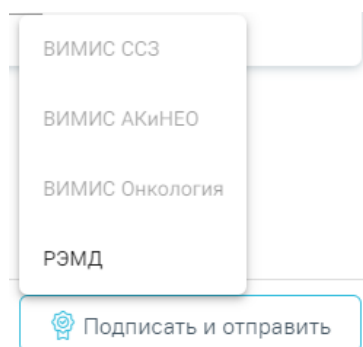 ВИМИС ССЗ
ВИМИС АКиНЕО
ВИМИС Онкология
РЭМД
Подписать и отправить